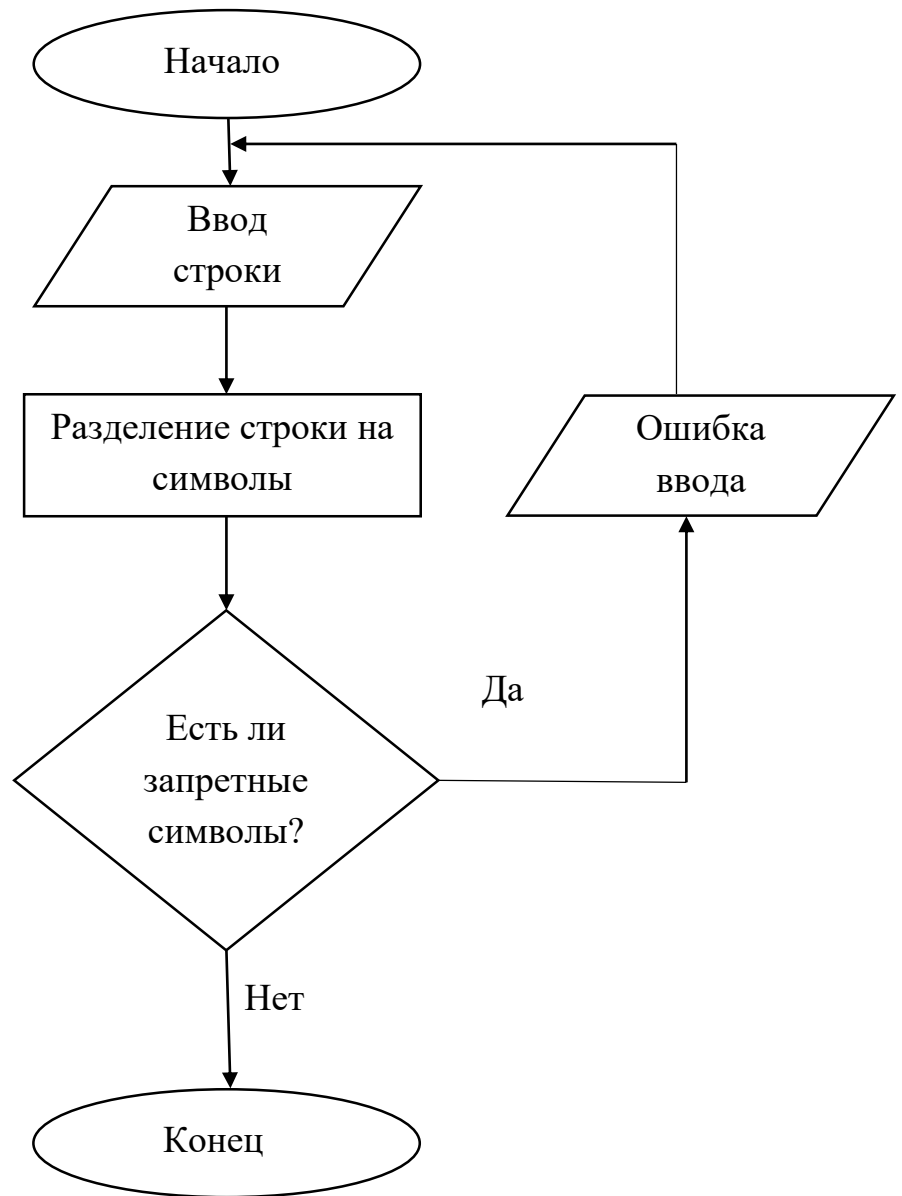 Начало
Ввод
строки
Разделение строки на
символы
Ошибка
ввода
Да
Есть ли
запретные
символы?
Нет
Конец